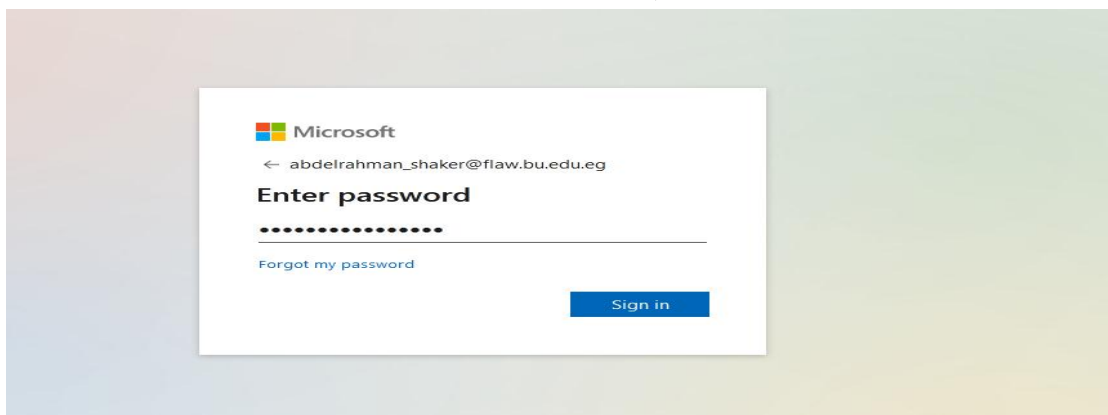 Microsoft
← abdelrahman_shaker@flaw.bu.edu.eg
Enter password
••••••••••••••••
Forgot my password
Sign in